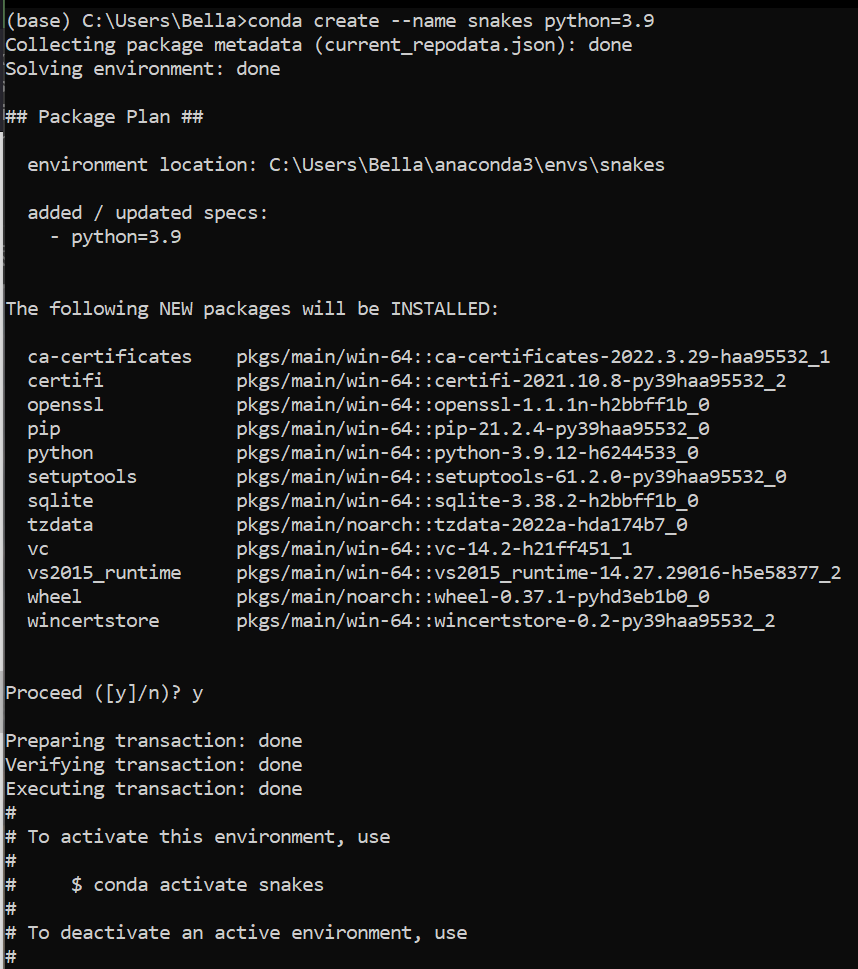 (base) C:\Users\Bella>conda create --name snakes python=3.9
Collecting package metadata (current_repodata.json): done
Solving environment: done
## Package Plan ##
environment location: C:\Users\Bella\anaconda3\envs\snakes
added / updated specs:
- python=3.9
The following NEW packages will be INSTALLED:
ca-certificates pkgs/main/win-64::ca-certificates-2022.3.29-haa95532_1
certifi pkgs/main/win-64::certifi-2021.10.8-py39haa95532_2
openssl pkgs/main/win-64::openssl-1.1.1n-h2bbff1b_0
pip pkgs/main/win-64::pip-21.2.4-py39haa95532_0
python pkgs/main/win-64::python-3.9.12-h6244533_0
setuptools pkgs/main/win-64::setuptools-61.2.0-py39haa95532_0
sqlite pkgs/main/win-64::sqlite-3.38.2-h2bbff1b_0
tzdata pkgs/main/noarch::tzdata-2022a-hda174b7_0
vc pkgs/main/win-64::vc-14.2-h21ff451_1
vs2015_runtime pkgs/main/win-64::vs2015_runtime-14.27.29016-h5e58377_2
wheel pkgs/main/noarch::wheel-0.37.1-pyhd3eb1b0_0
wincertstore pkgs/main/win-64::wincertstore-0.2-py39haa95532_2
Proceed ([y]/n)? y
Preparing transaction: done
Verifying transaction: done
Executing transaction: done
#
# To activate this environment, use
#
# $ conda activate snakes
#
# To deactivate an active environment, use
#